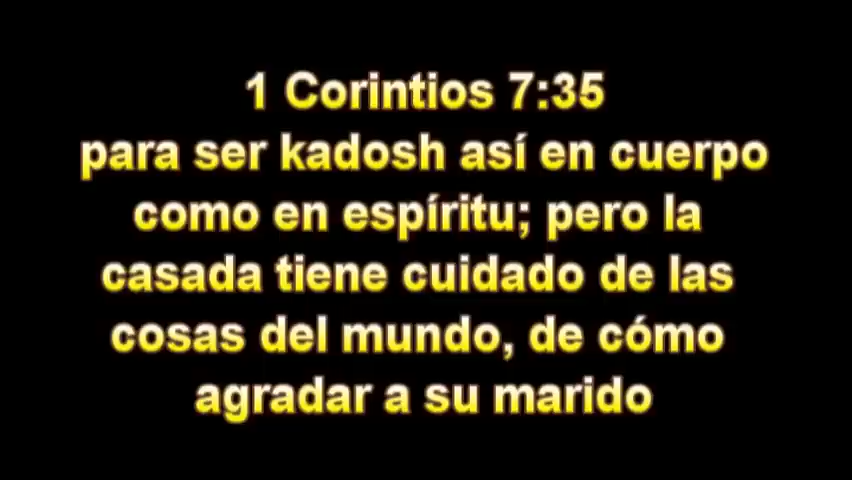 1 Corintios 7:35
para ser kadosh así en cuerpo
como en espíritu; pero la
casada tiene cuidado de las
cosas del mundo, de cómo
agradar a su marido